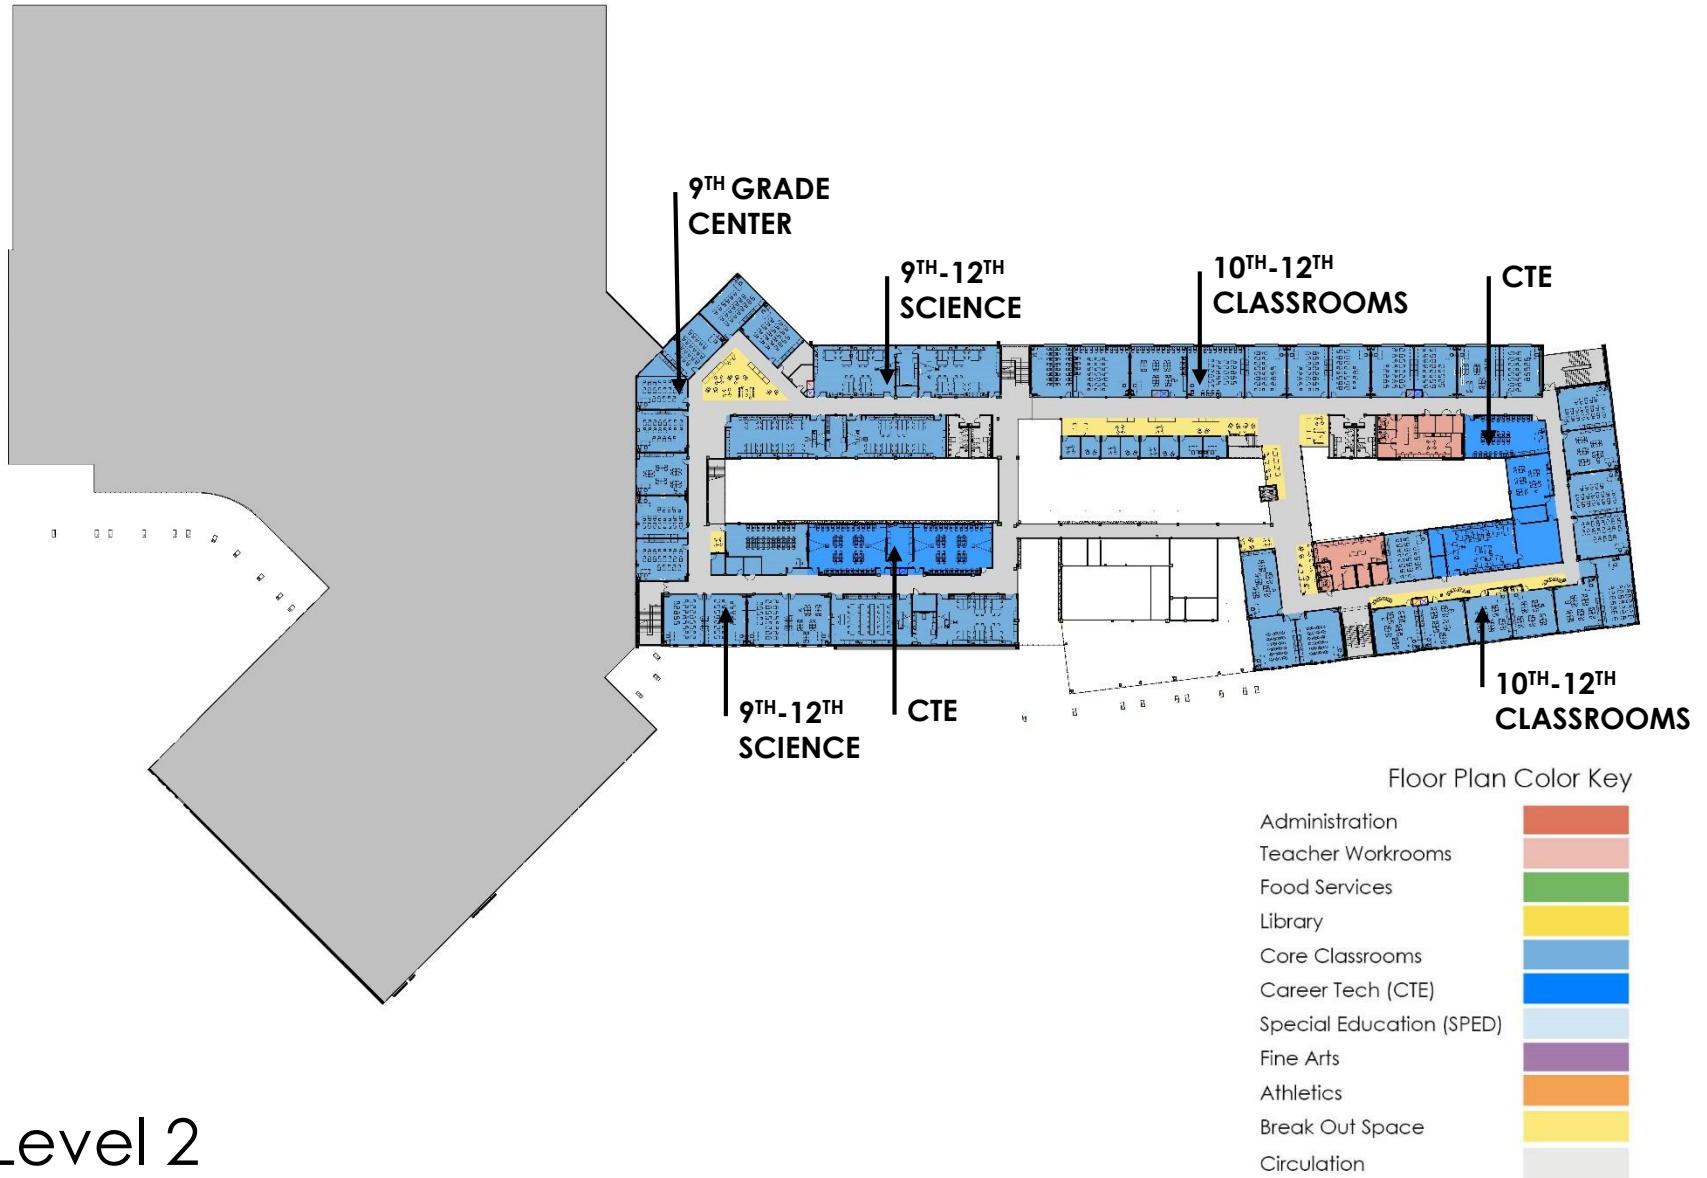 9TH GRADE
CENTER
9TH-12TH
SCIENCE
10TH-12TH
CLASSROOMS
CTE
9TH-12TH
SCIENCE
CTE
10TH-12TH
CLASSROOMS
Floor Plan Color Key
Administration
Teacher Workrooms
Food Services
Library
Core Classrooms
Career Tech (CTE)
Special Education (SPED)
Fine Arts
Athletics
Break Out Space
Circulation
Level 2